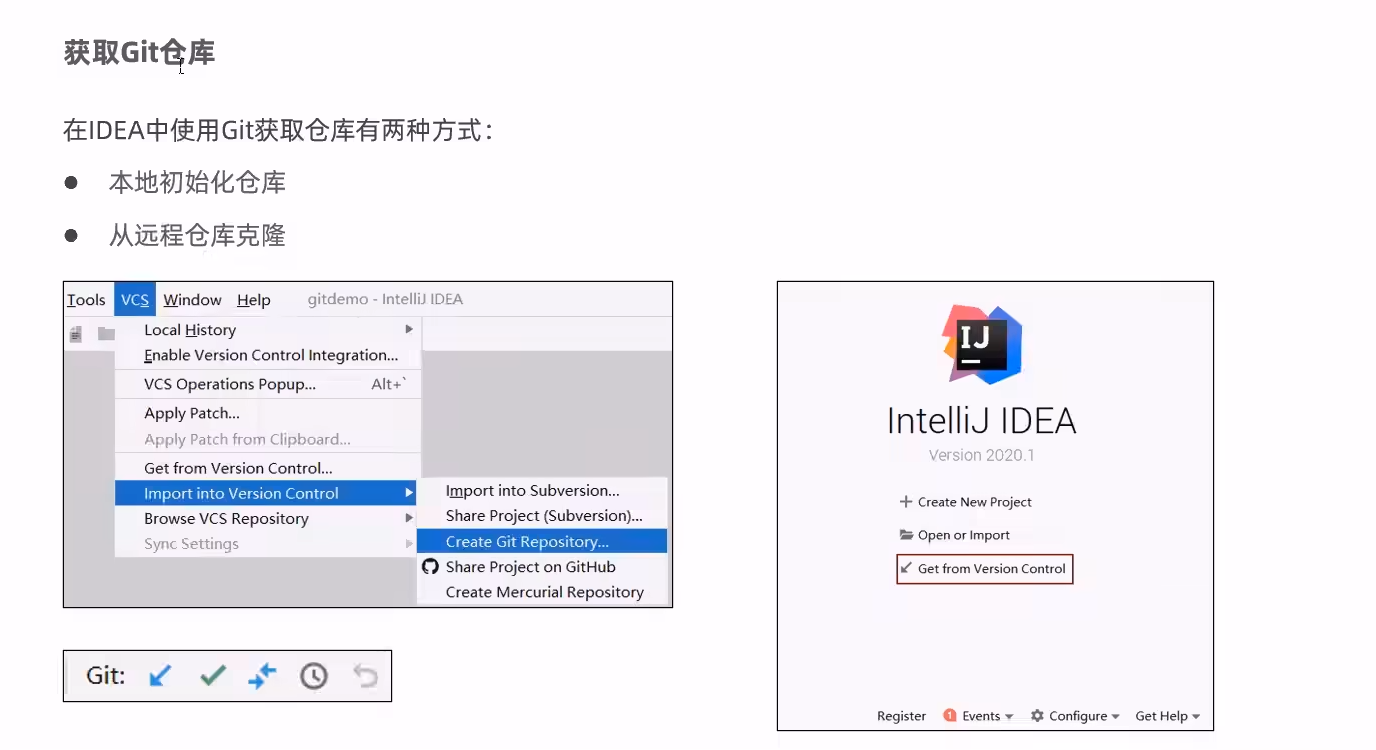 获取Git仓库
在IDEA中使用Git获取仓库有两种方式：
● 本地初始化仓库
● 从远程仓库克隆
Tools VCS Window Help gitdemo - IntelliJ IDEA
Local History
Enable Version Control Integration...
VCS Operations Popup... Alt+`
Apply Patch...
Apply Patch from Clipboard...
Get from Version Control...
Import into Version Control
Browse VCS Repository
Sync Settings
Import into Subversion...
Share Project (Subversion)...
Create Git Repository...
Share Project on GitHub
Create Mercurial Repository
Git:
IJ
IntelliJ IDEA
Version 2020.1
Create New Project
Open or Import
Get from Version Control
Register 1 Events Configure Get Help